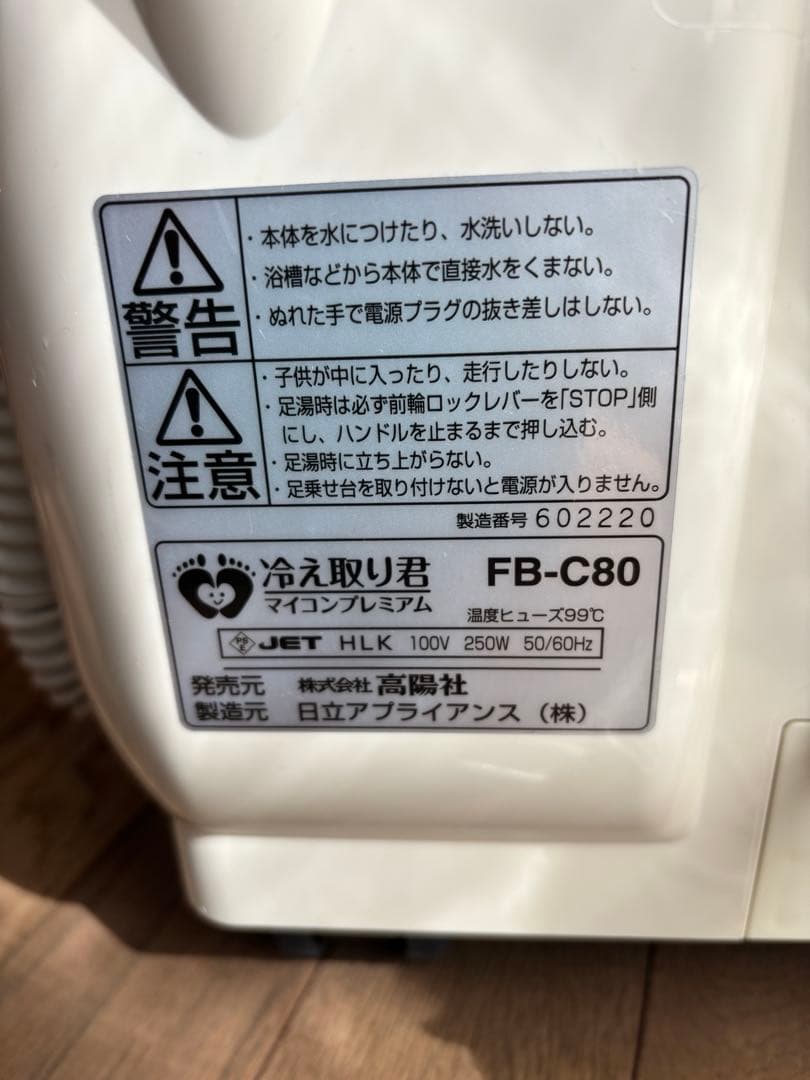 警告
・本体を水につけたり、水洗いしない。
・浴槽などから本体で直接水をくまない。
・ぬれた手で電源プラグの抜き差しはしない。
注意
・子供が中に入ったり、走行したりしない。
・足湯時は必ず前輪ロックレバーを「STOP」側
にし、ハンドルを止まるまで押し込む。
・足湯時に立ち上がらない。
・足乗せ台を取り付けないと電源が入りません。
製造番号 602220
冷え取り君 FB-C80
マイコンプレミアム
温度ヒューズ99℃
PSE JET HLK 100V 250W 50/60Hz
発売元 株式会社 高陽社
製造元 日立アプライアンス（株）